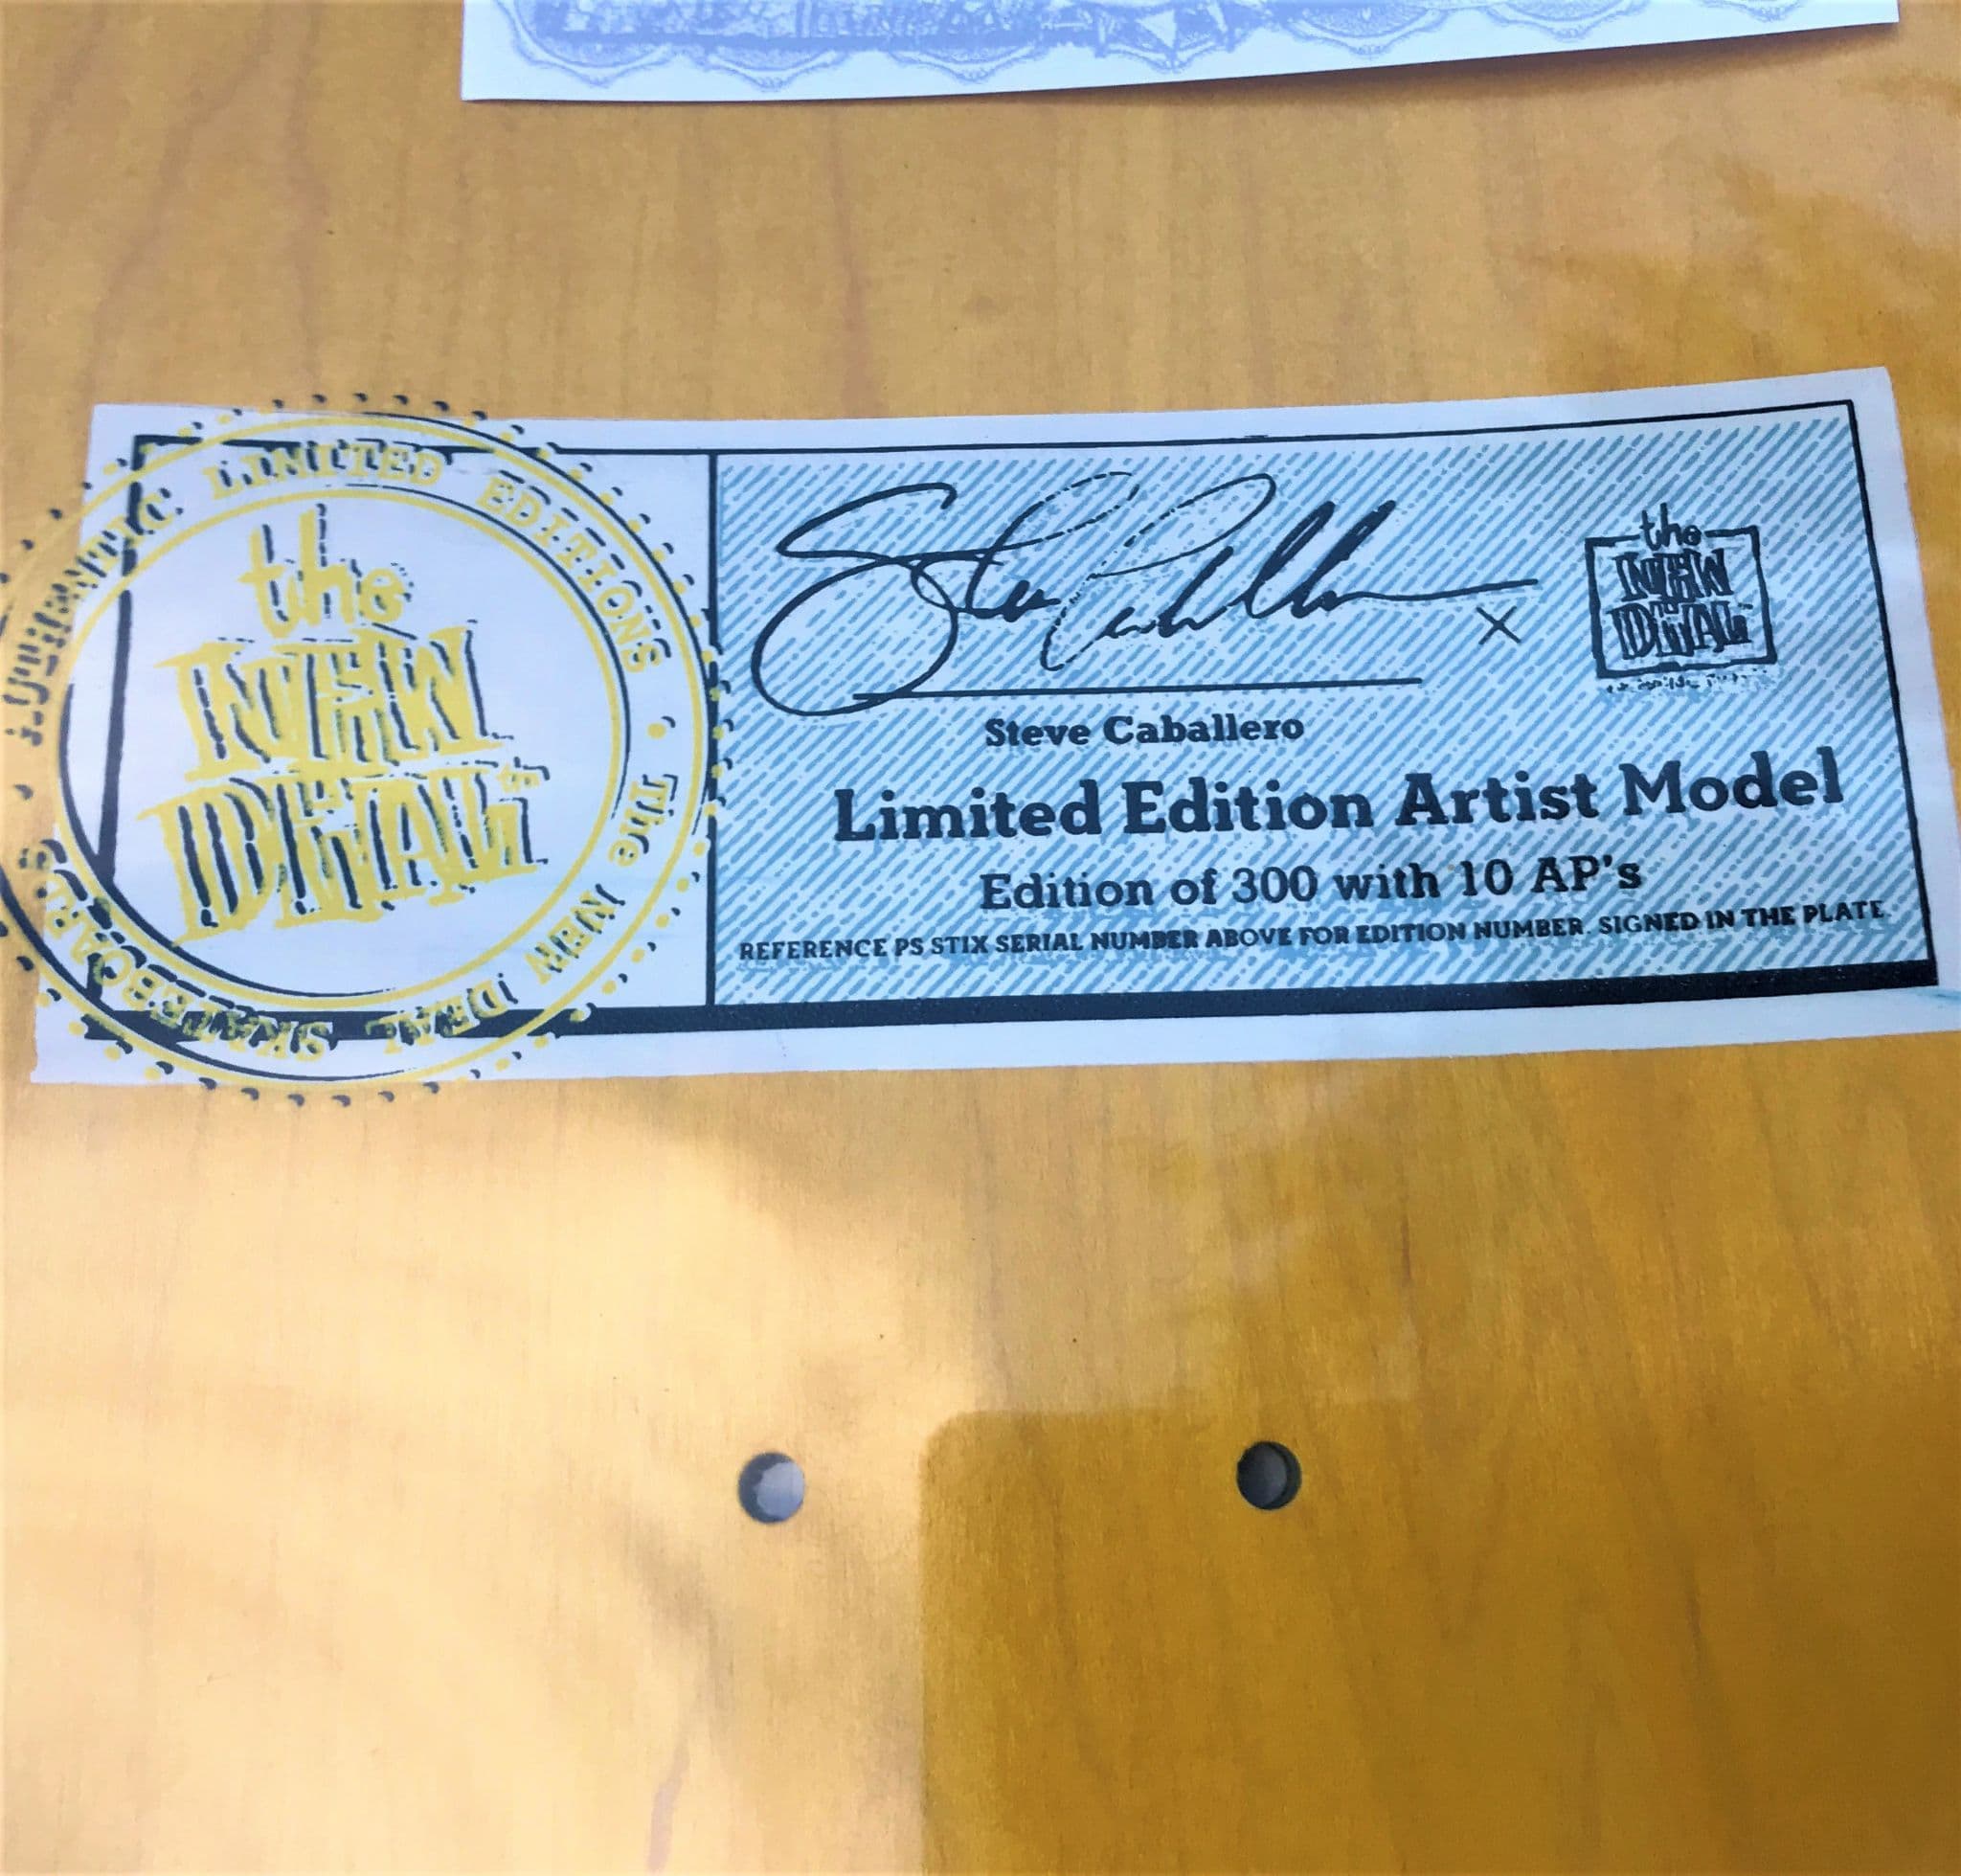 AUTHENTIC LIMITED EDITIONS • The NEW DEAL SKATEBOARDS •
the
NEW
DEAL
X
the
NEW
DEAL
Steve Caballero
Limited Edition Artist Model
Edition of 300 with 10 AP's
REFERENCE PS STIX SERIAL NUMBER ABOVE FOR EDITION NUMBER. SIGNED IN THE PLATE.